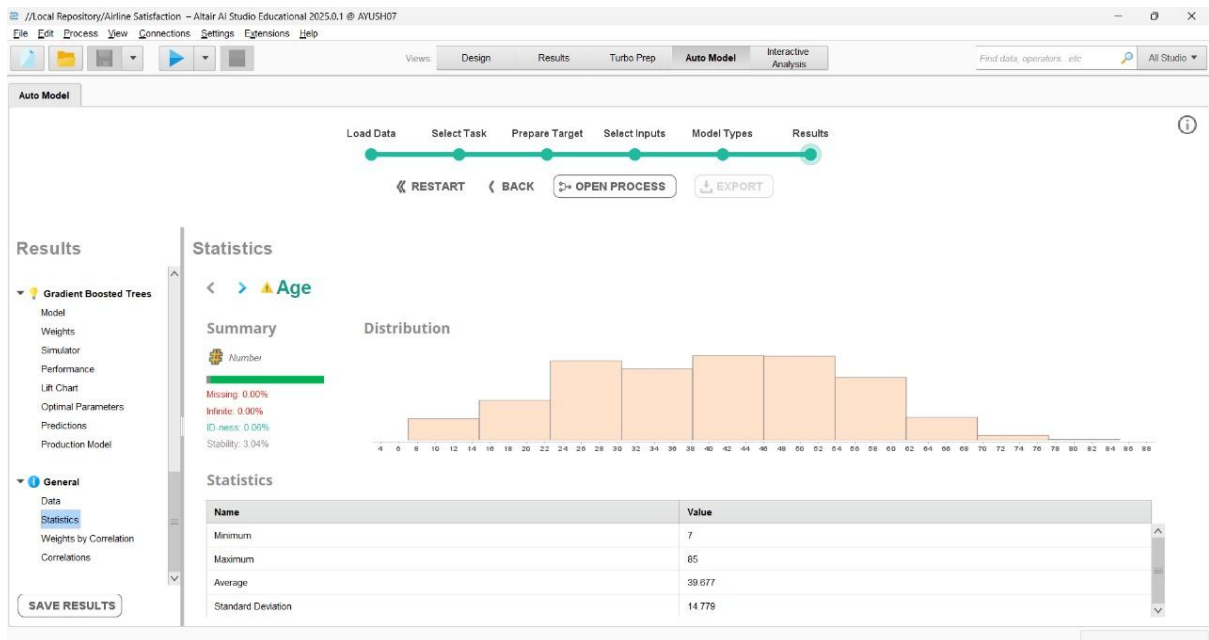 //Local Repository/Airline Satisfaction – Altair AI Studio Educational 2025.0.1 @ AYUSH07
File Edit Process View Connections Settings Extensions Help
Views: Design Results Turbo Prep Auto Model Interactive Analysis Find data, operators...etc All Studio
Auto Model
Load Data Select Task Prepare Target Select Inputs Model Types Results
RESTART BACK OPEN PROCESS EXPORT
Results
Gradient Boosted Trees
Model
Weights
Simulator
Performance
Lift Chart
Optimal Parameters
Predictions
Production Model
General
Data
Statistics
Weights by Correlation
Correlations
SAVE RESULTS
Statistics
Age
Summary
Number
Missing: 0.00%
Infinite: 0.00%
ID-ness: 0.06%
Stability: 3.04%
Distribution
4 6 8 10 12 14 16 18 20 22 24 26 28 30 32 34 36 38 40 42 44 46 48 50 52 54 56 58 60 62 64 66 68 70 72 74 76 78 80 82 84 86 88
Statistics
Name Value
Minimum 7
Maximum 85
Average 39.677
Standard Deviation 14.779